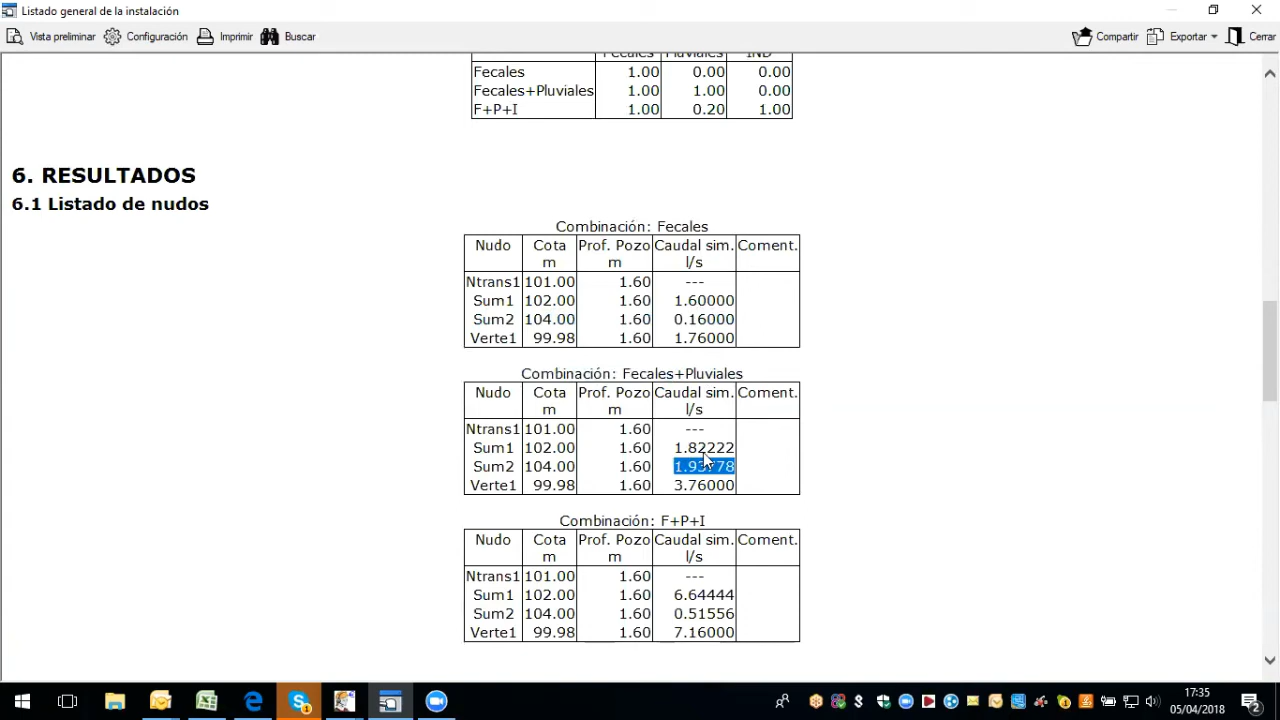 Listado general de la instalación
Vista preliminar Configuración Imprimir Buscar Compartir Exportar Cerrar
Fecales Pluviales IND
Fecales 1.00 0.00 0.00
Fecales+Pluviales 1.00 1.00 0.00
F+P+I 1.00 0.20 1.00
6. RESULTADOS
6.1 Listado de nudos
Combinación: Fecales
Nudo Cota Prof. Pozo Caudal sim. Coment.
m m l/s
Ntrans1 101.00 1.60 ---
Sum1 102.00 1.60 1.60000
Sum2 104.00 1.60 0.16000
Verte1 99.98 1.60 1.76000
Combinación: Fecales+Pluviales
Nudo Cota Prof. Pozo Caudal sim. Coment.
m m l/s
Ntrans1 101.00 1.60 ---
Sum1 102.00 1.60 1.82222
Sum2 104.00 1.60 1.93778
Verte1 99.98 1.60 3.76000
Combinación: F+P+I
Nudo Cota Prof. Pozo Caudal sim. Coment.
m m l/s
Ntrans1 101.00 1.60 ---
Sum1 102.00 1.60 6.64444
Sum2 104.00 1.60 0.51556
Verte1 99.98 1.60 7.16000
17:35
05/04/2018